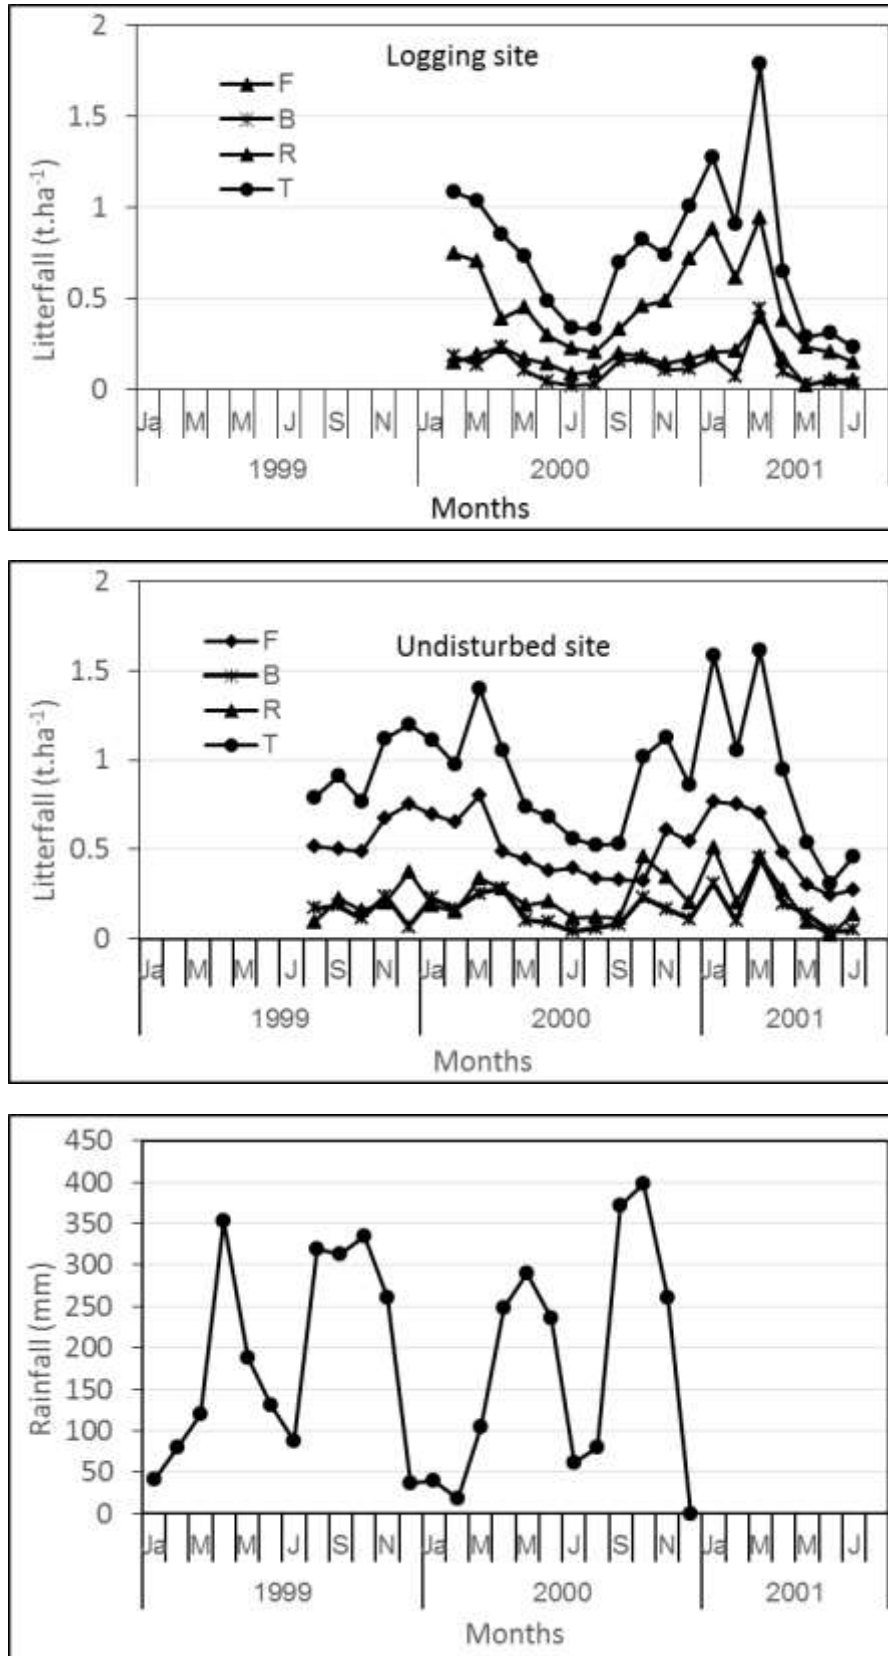 Logging site
Litterfall (t.ha-1)
2
1.5
1
0.5
0
F
B
R
T
Ja M M J S N Ja M M J S N Ja M M J
1999 2000 2001
Months
Undisturbed site
Litterfall (t.ha-1)
2
1.5
1
0.5
0
F
B
R
T
Ja M M J S N Ja M M J S N Ja M M J
1999 2000 2001
Months
Rainfall (mm)
450
400
350
300
250
200
150
100
50
0
Ja M M J S N Ja M M J S N Ja M M J
1999 2000 2001
Months